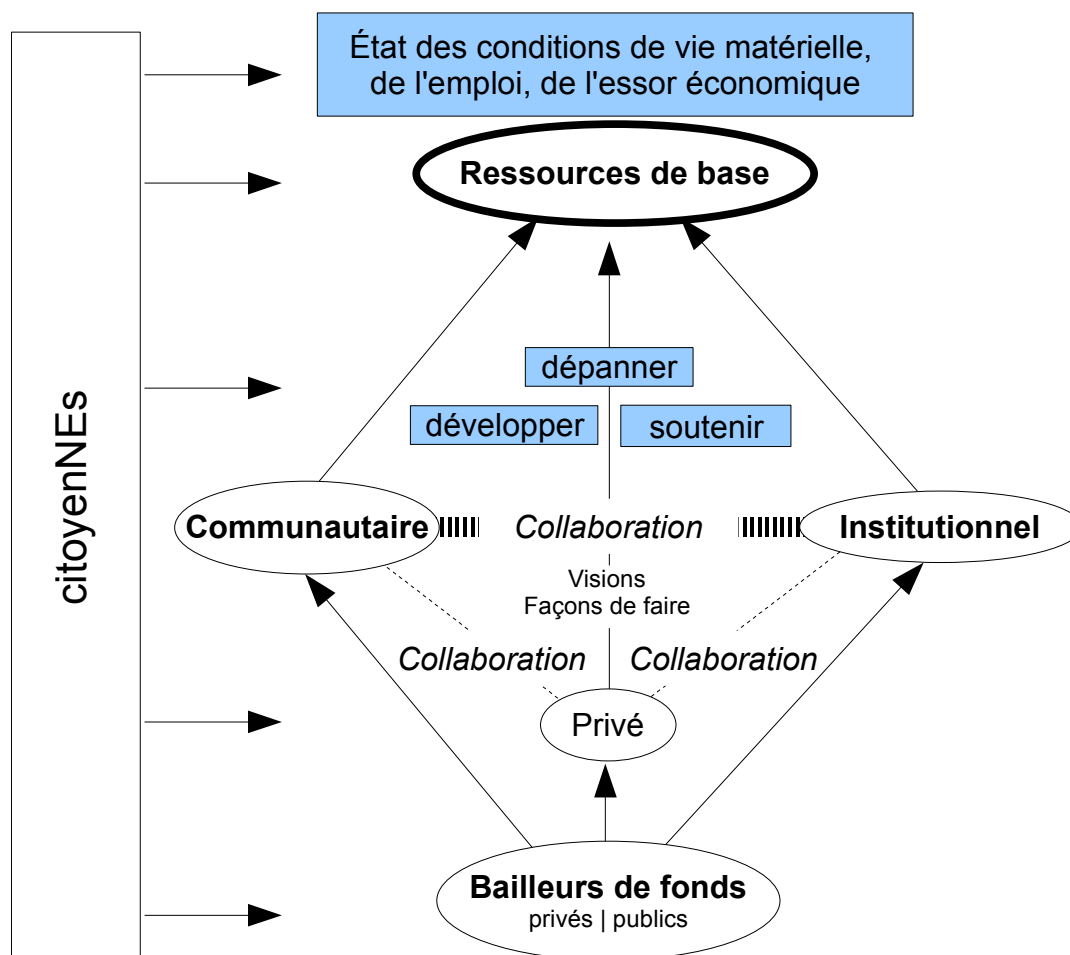 État des conditions de vie matérielle,
de l'emploi, de l'essor économique
Ressources de base
citoyenNEs
dépanner
développer
soutenir
Communautaire
Collaboration
Institutionnel
Visions
Façons de faire
Collaboration
Collaboration
Privé
Bailleurs de fonds
privés | publics